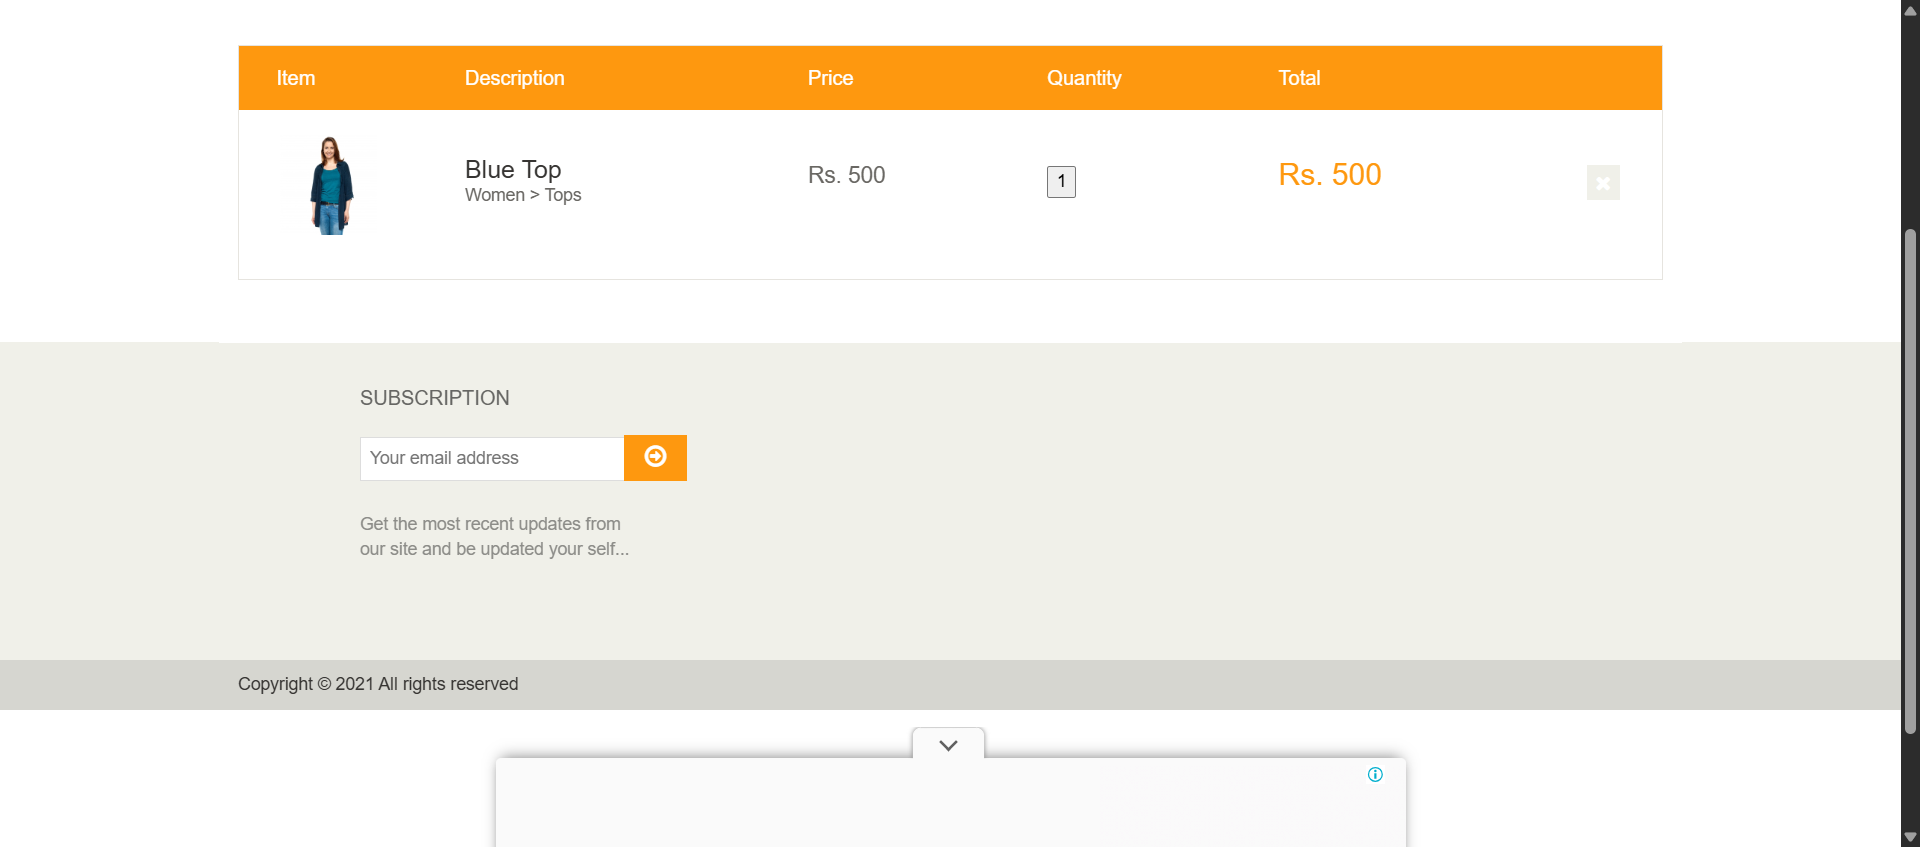 Item Description Price Quantity Total
Blue Top
Women > Tops
Rs. 500
1
Rs. 500
SUBSCRIPTION
Your email address
Get the most recent updates from
our site and be updated your self...
Copyright © 2021 All rights reserved